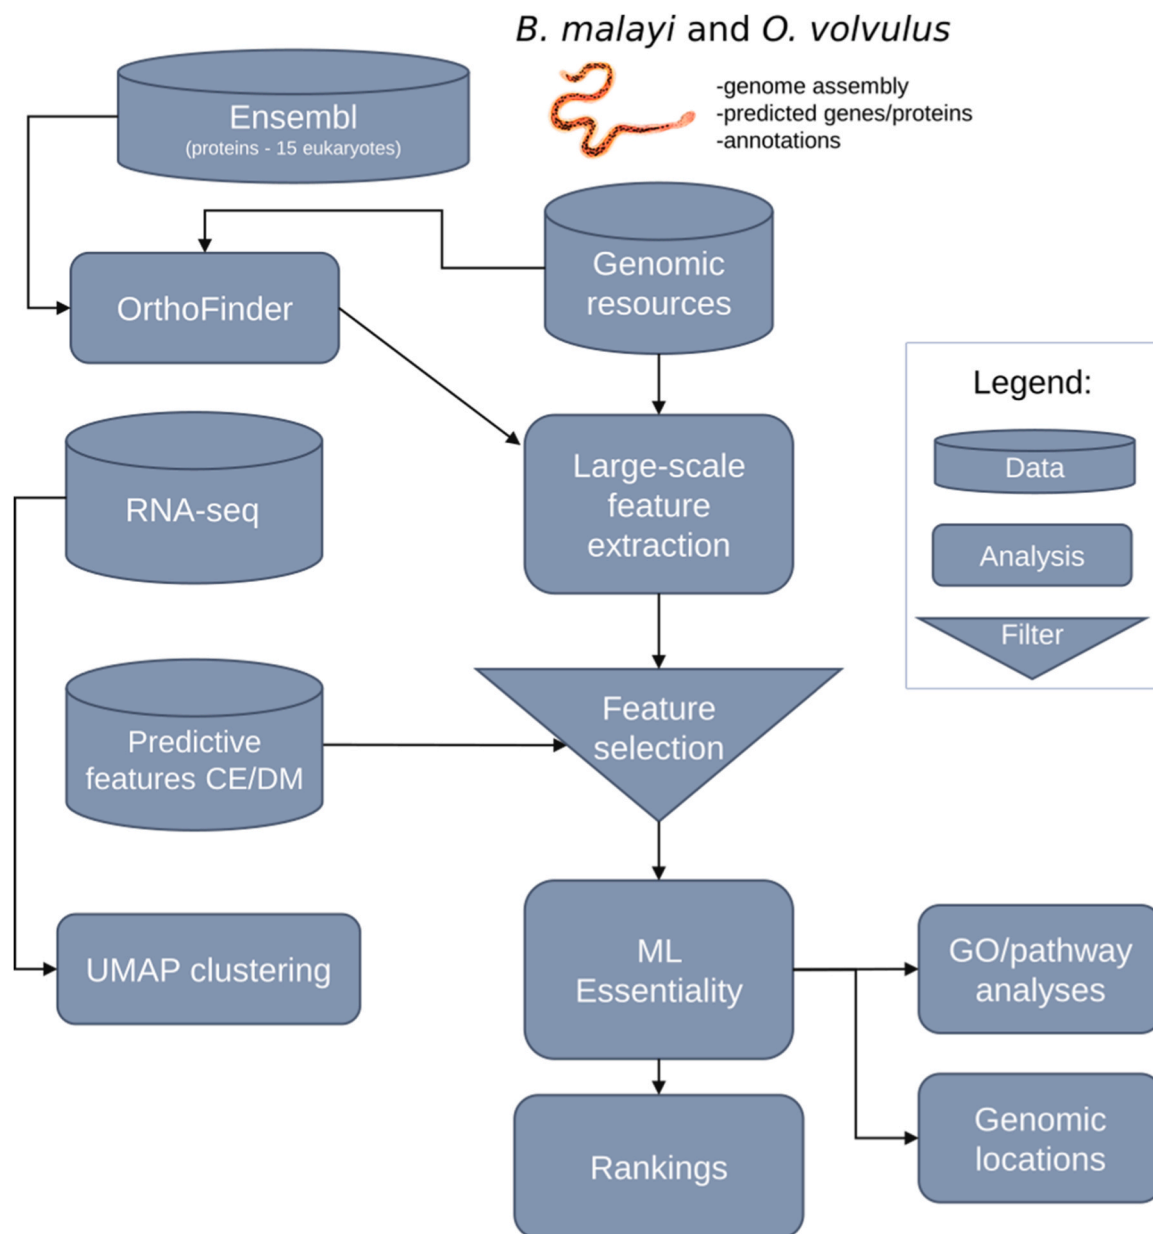 B. malayi and O. volvulus
-genome assembly
-predicted genes/proteins
-annotations
Ensembl
(proteins - 15 eukaryotes)
Genomic
resources
OrthoFinder
Legend:
Data
Analysis
Filter
Large-scale
feature
extraction
RNA-seq
Feature
selection
Predictive
features CE/DM
UMAP clustering
ML
Essentiality
GO/pathway
analyses
Genomic
locations
Rankings